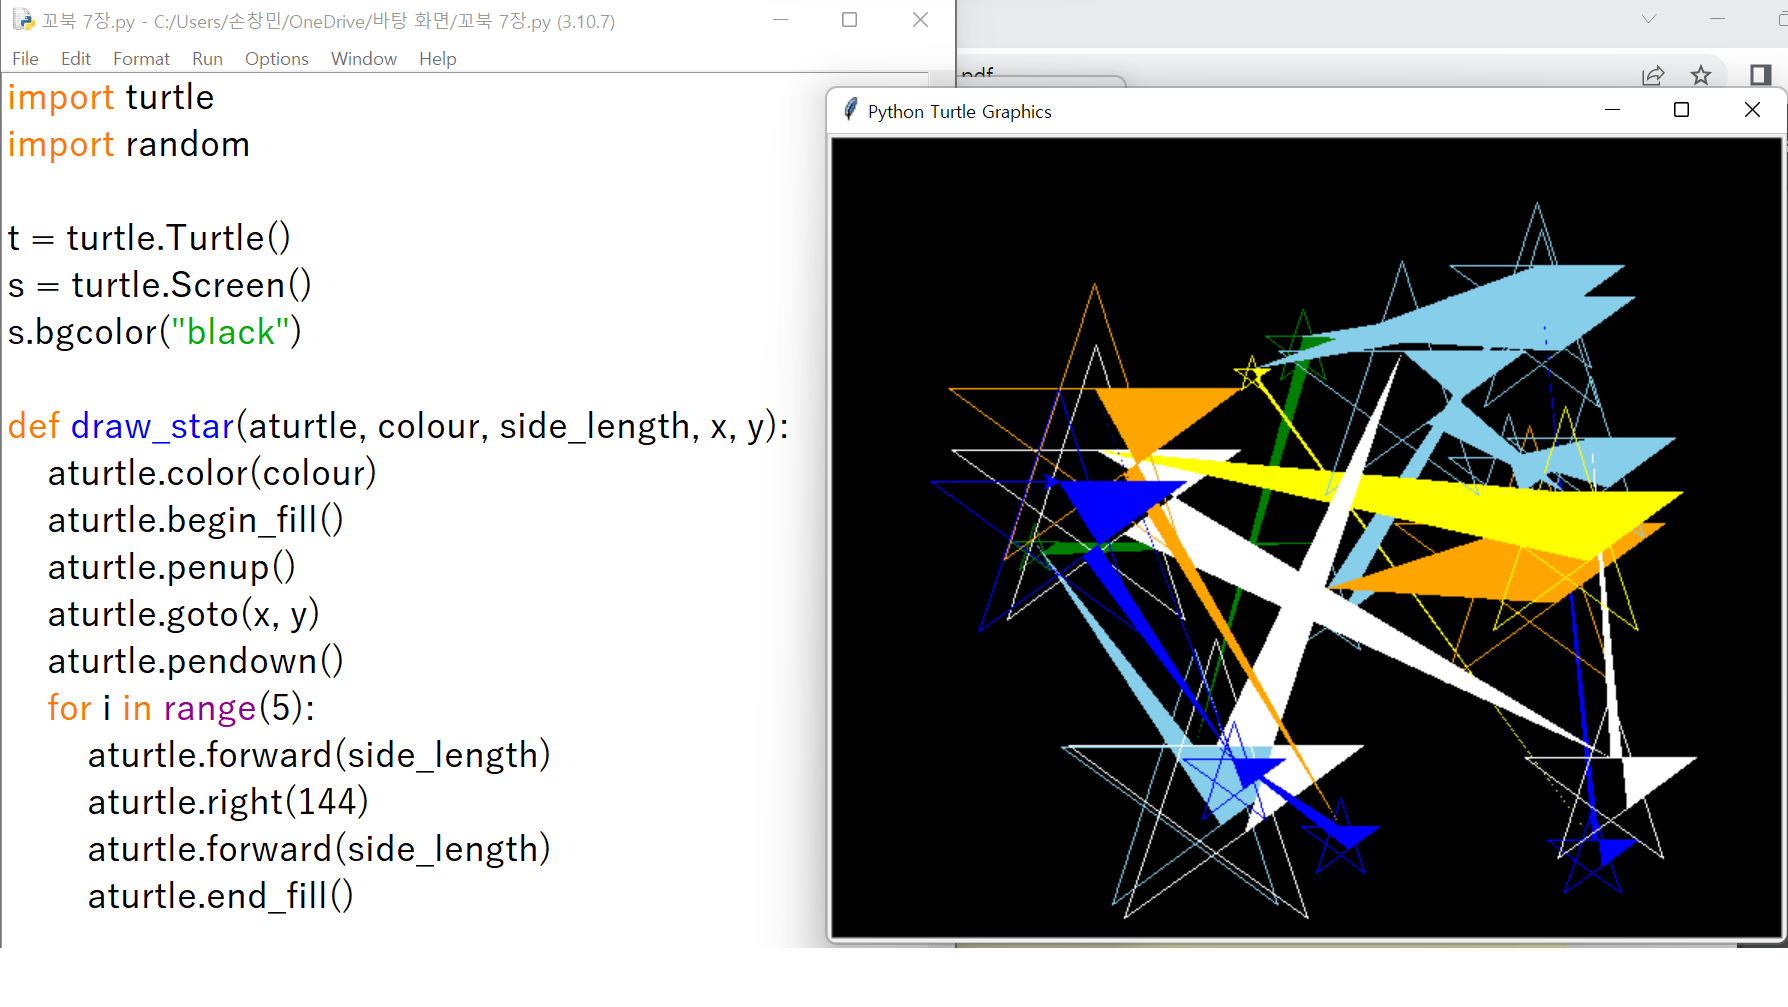 꼬북 7장.py - C:/Users/손창민/OneDrive/바탕 화면/꼬북 7장.py (3.10.7)
File Edit Format Run Options Window Help
import turtle
import random
t = turtle.Turtle()
s = turtle.Screen()
s.bgcolor("black")
def draw_star(aturtle, colour, side_length, x, y):
    aturtle.color(colour)
    aturtle.begin_fill()
    aturtle.penup()
    aturtle.goto(x, y)
    aturtle.pendown()
    for i in range(5):
        aturtle.forward(side_length)
        aturtle.right(144)
        aturtle.forward(side_length)
        aturtle.end_fill()
Python Turtle Graphics